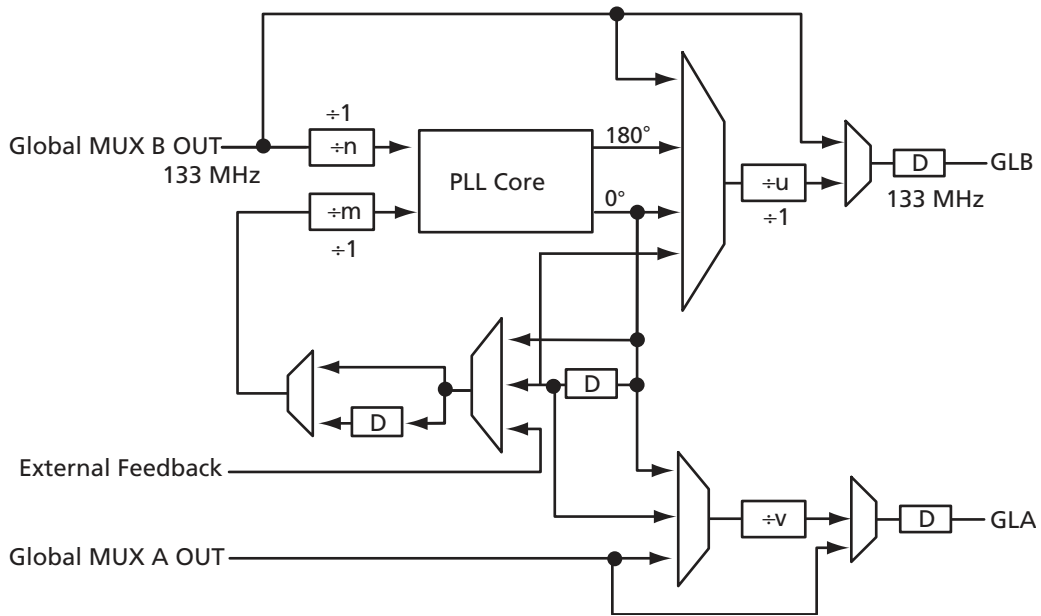 ÷1
Global MUX B OUT
÷n
133 MHz
180°
PLL Core
0°
÷m
÷1
÷u
÷1
D
GLB
133 MHz
D
D
External Feedback
÷v
D
GLA
Global MUX A OUT